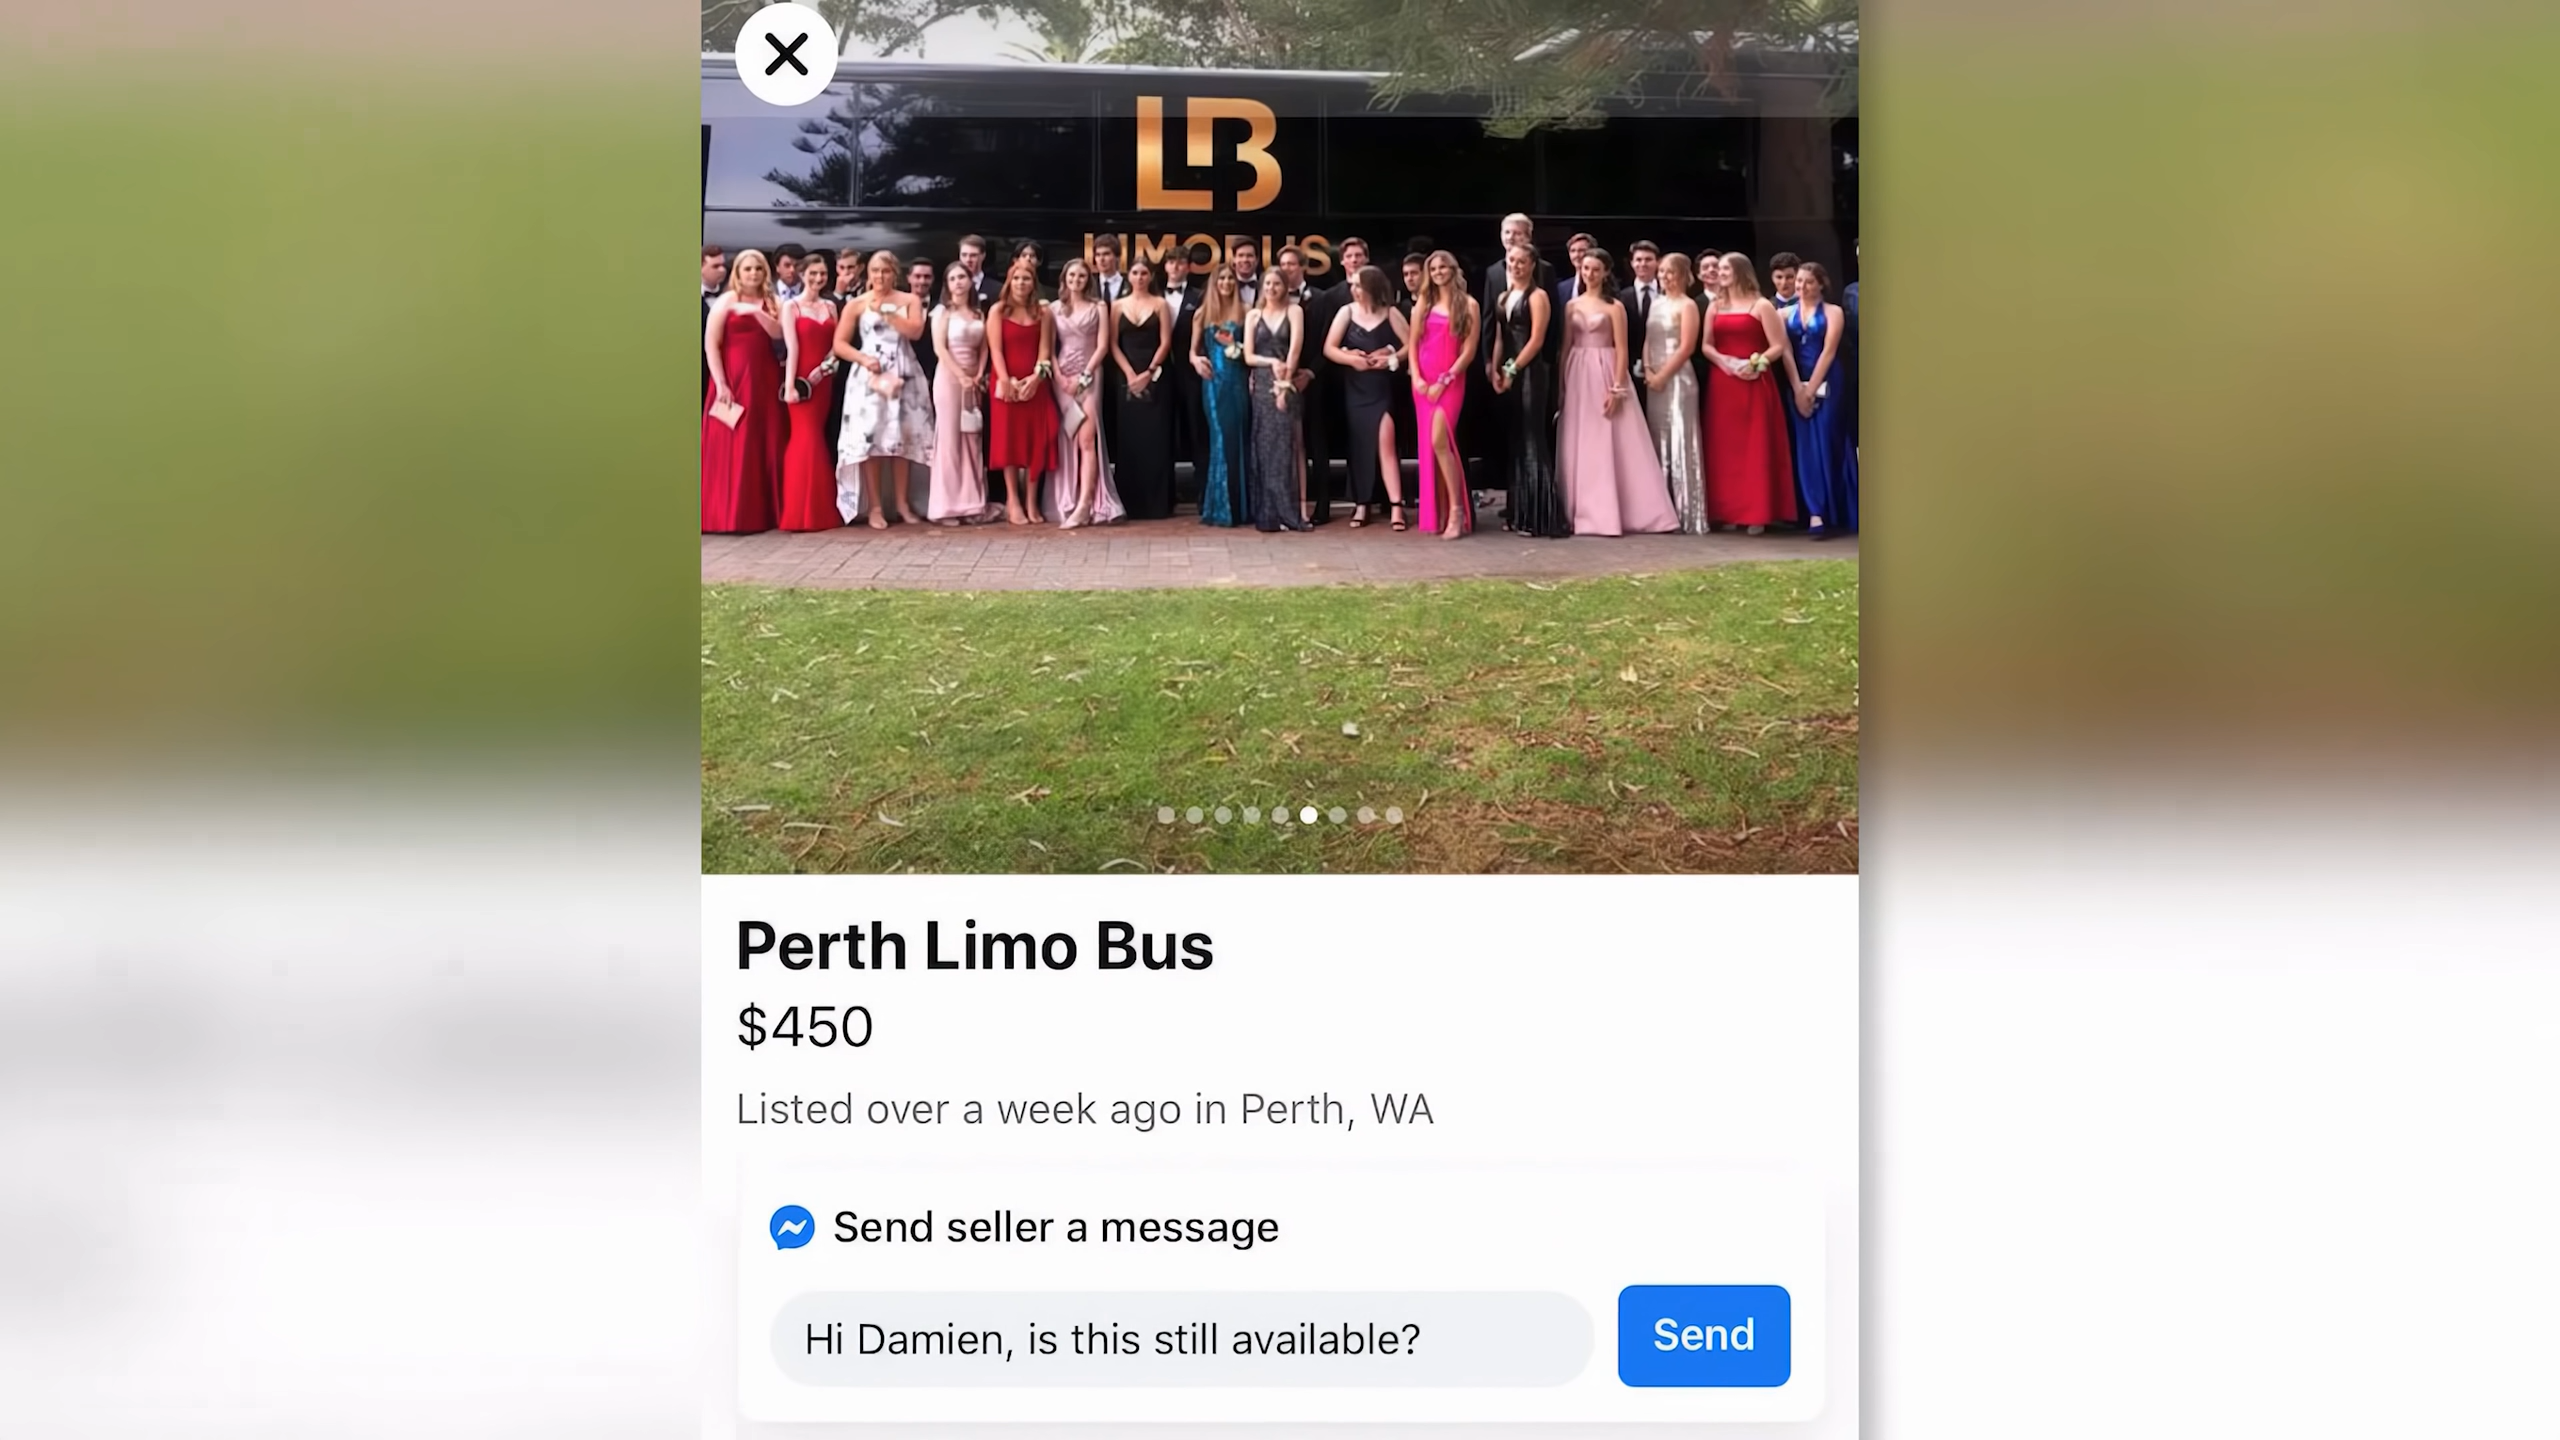 LB
LIMOBUS
Perth Limo Bus
$450
Listed over a week ago in Perth, WA
Send seller a message
Hi Damien, is this still available?
Send